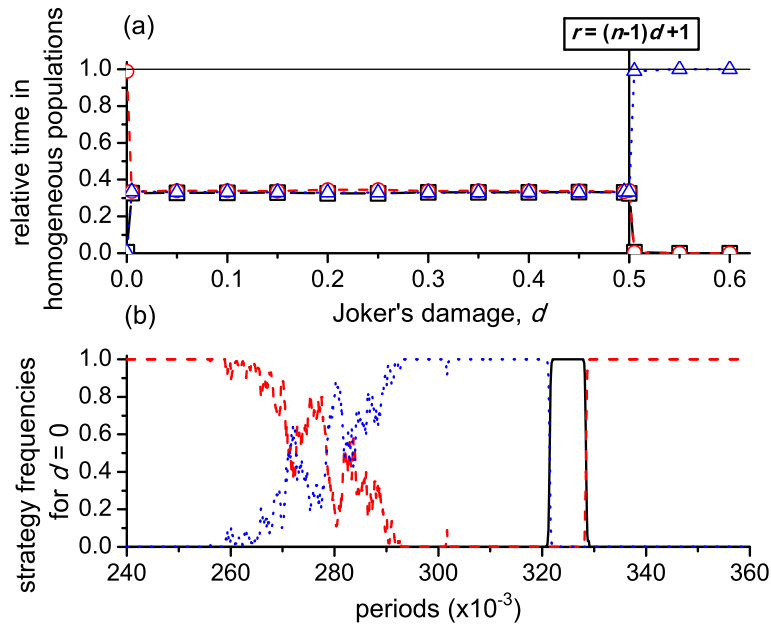 (a)
r = (n-1)d+1
relative time in
homogeneous populations
1.0
0.8
0.6
0.4
0.2
0.0
0.0 0.1 0.2 0.3 0.4 0.5 0.6
Joker's damage, d
(b)
strategy frequencies
for d = 0
1.0
0.8
0.6
0.4
0.2
0.0
240 260 280 300 320 340 360
periods (x10⁻³)